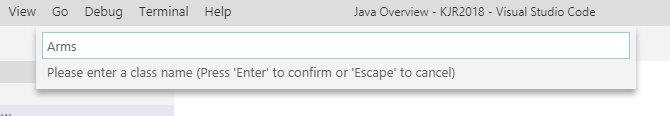 View Go Debug Terminal Help Java Overview - KJR2018 - Visual Studio Code
Arms
Please enter a class name (Press 'Enter' to confirm or 'Escape' to cancel)